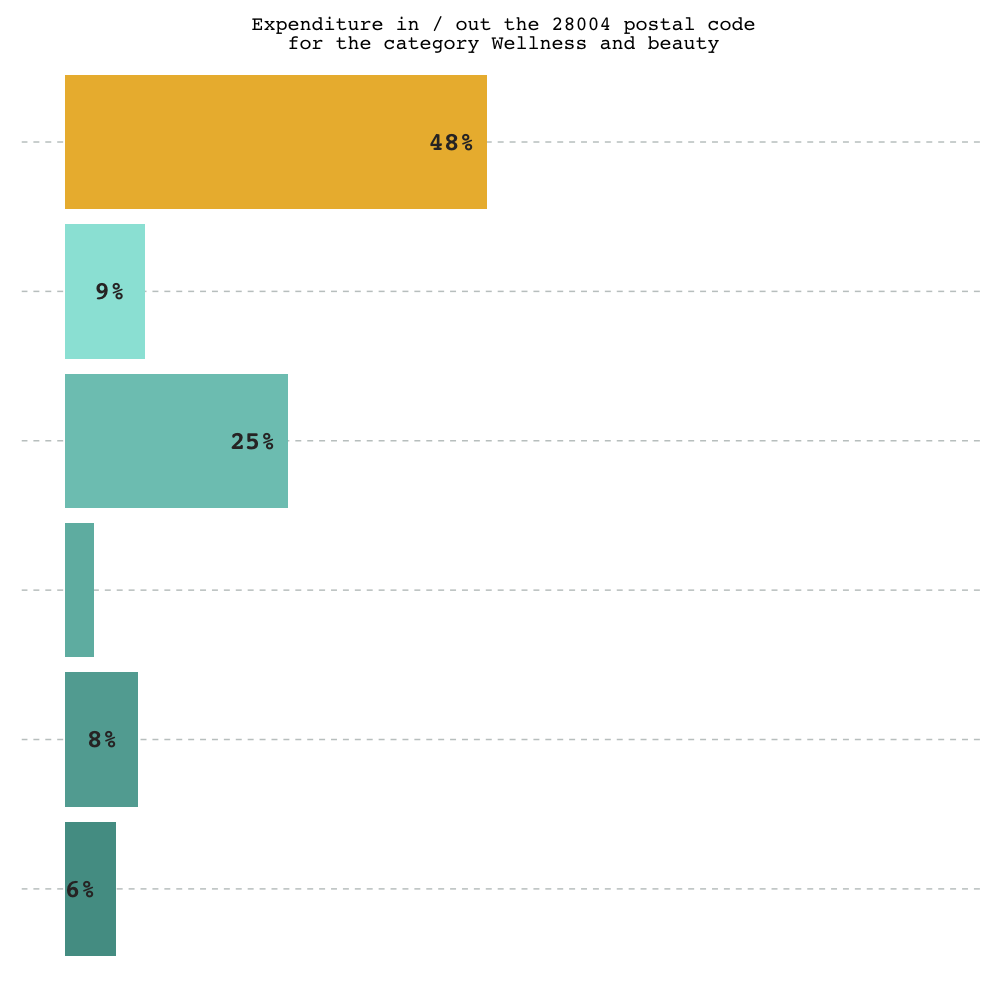 Expenditure in / out the 28004 postal code
for the category Wellness and beauty
48%
9%
25%
8%
6%